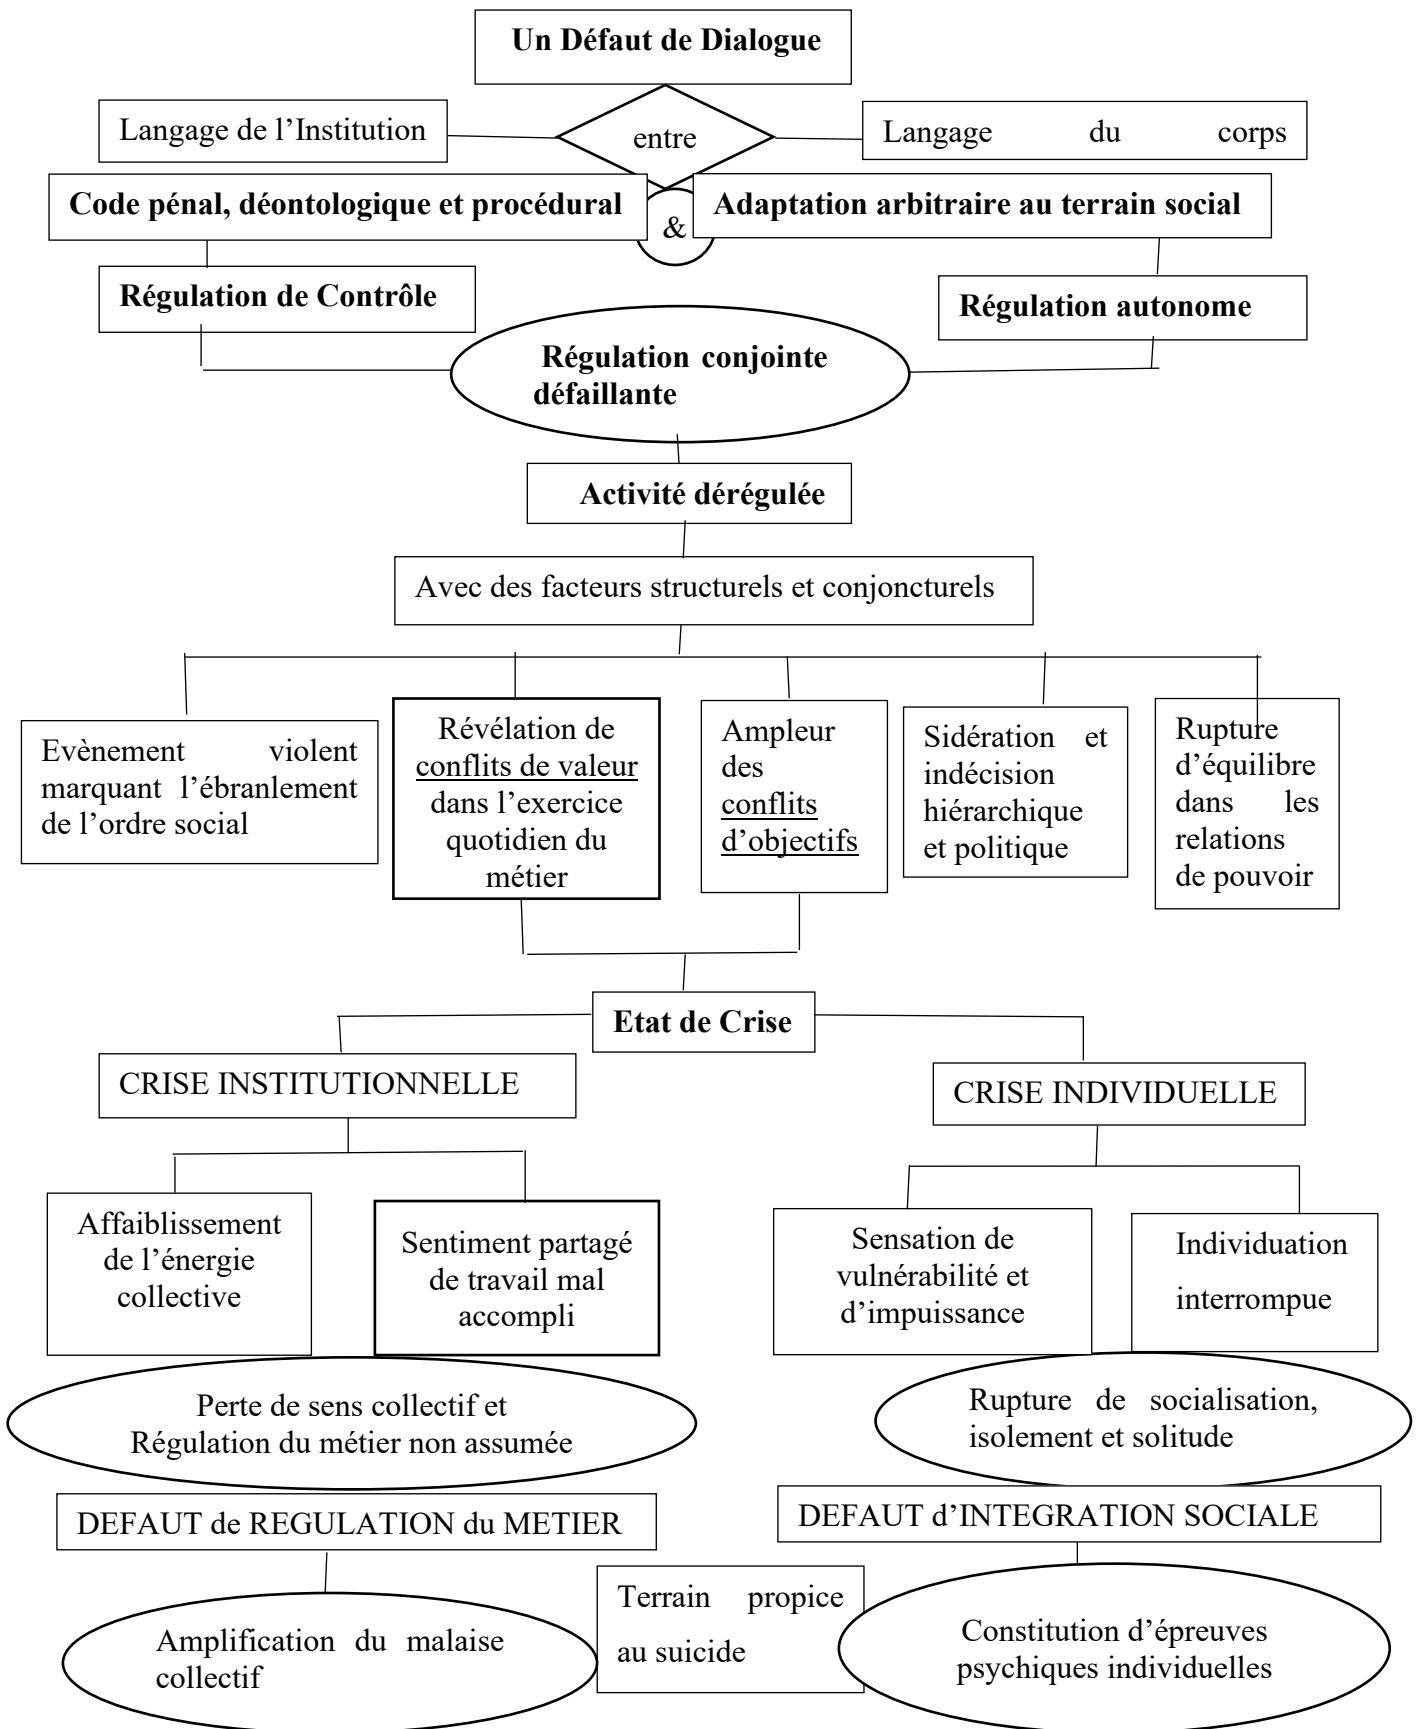 Un Défaut de Dialogue
Langage de l’Institution
entre
Langage du corps
Code pénal, déontologique et procédural
&
Adaptation arbitraire au terrain social
Régulation de Contrôle
Régulation autonome
Régulation conjointe
défaillante
Activité dérégulée
Avec des facteurs structurels et conjoncturels
Evènement violent
marquant l’ébranlement
de l’ordre social
Révélation de
conflits de valeur
dans l’exercice
quotidien du
métier
Ampleur
des
conflits
d’objectifs
Sidération et
indécision
hiérarchique
et politique
Rupture
d’équilibre
dans les
relations
de pouvoir
Etat de Crise
CRISE INSTITUTIONNELLE
CRISE INDIVIDUELLE
Affaiblissement
de l’énergie
collective
Sentiment partagé
de travail mal
accompli
Sensation de
vulnérabilité et
d’impuissance
Individuation
interrompue
Perte de sens collectif et
Régulation du métier non assumée
Rupture de socialisation,
isolement et solitude
DEFAUT de REGULATION du METIER
DEFAUT d’INTEGRATION SOCIALE
Amplification du malaise
collectif
Terrain propice
au suicide
Constitution d’épreuves
psychiques individuelles